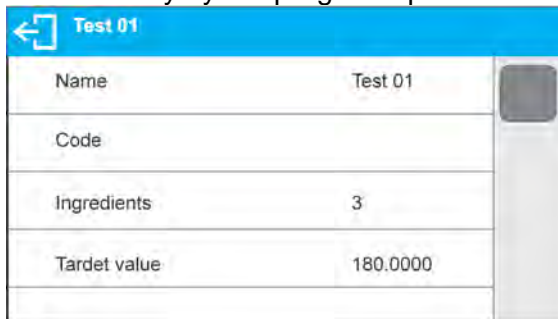 Test 01
Name Test 01
Code
Ingredients 3
Tardet value 180.0000